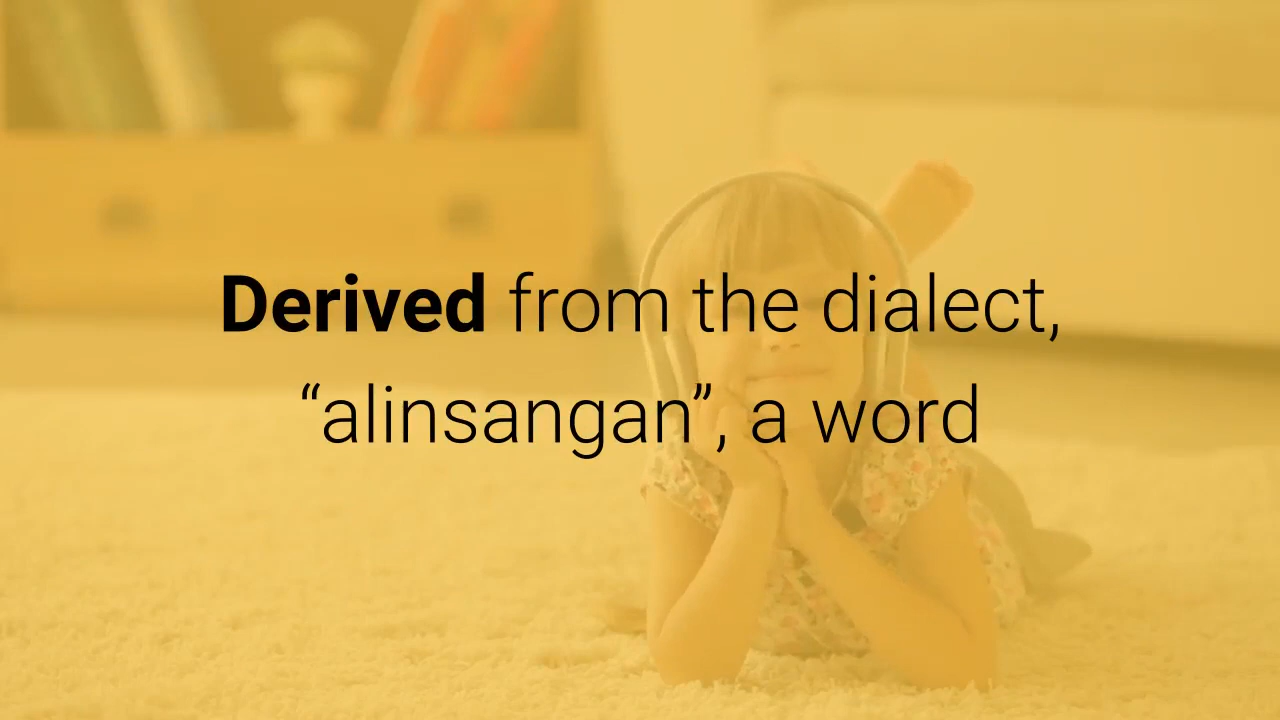 Derived from the dialect,
“alinsangan”, a word